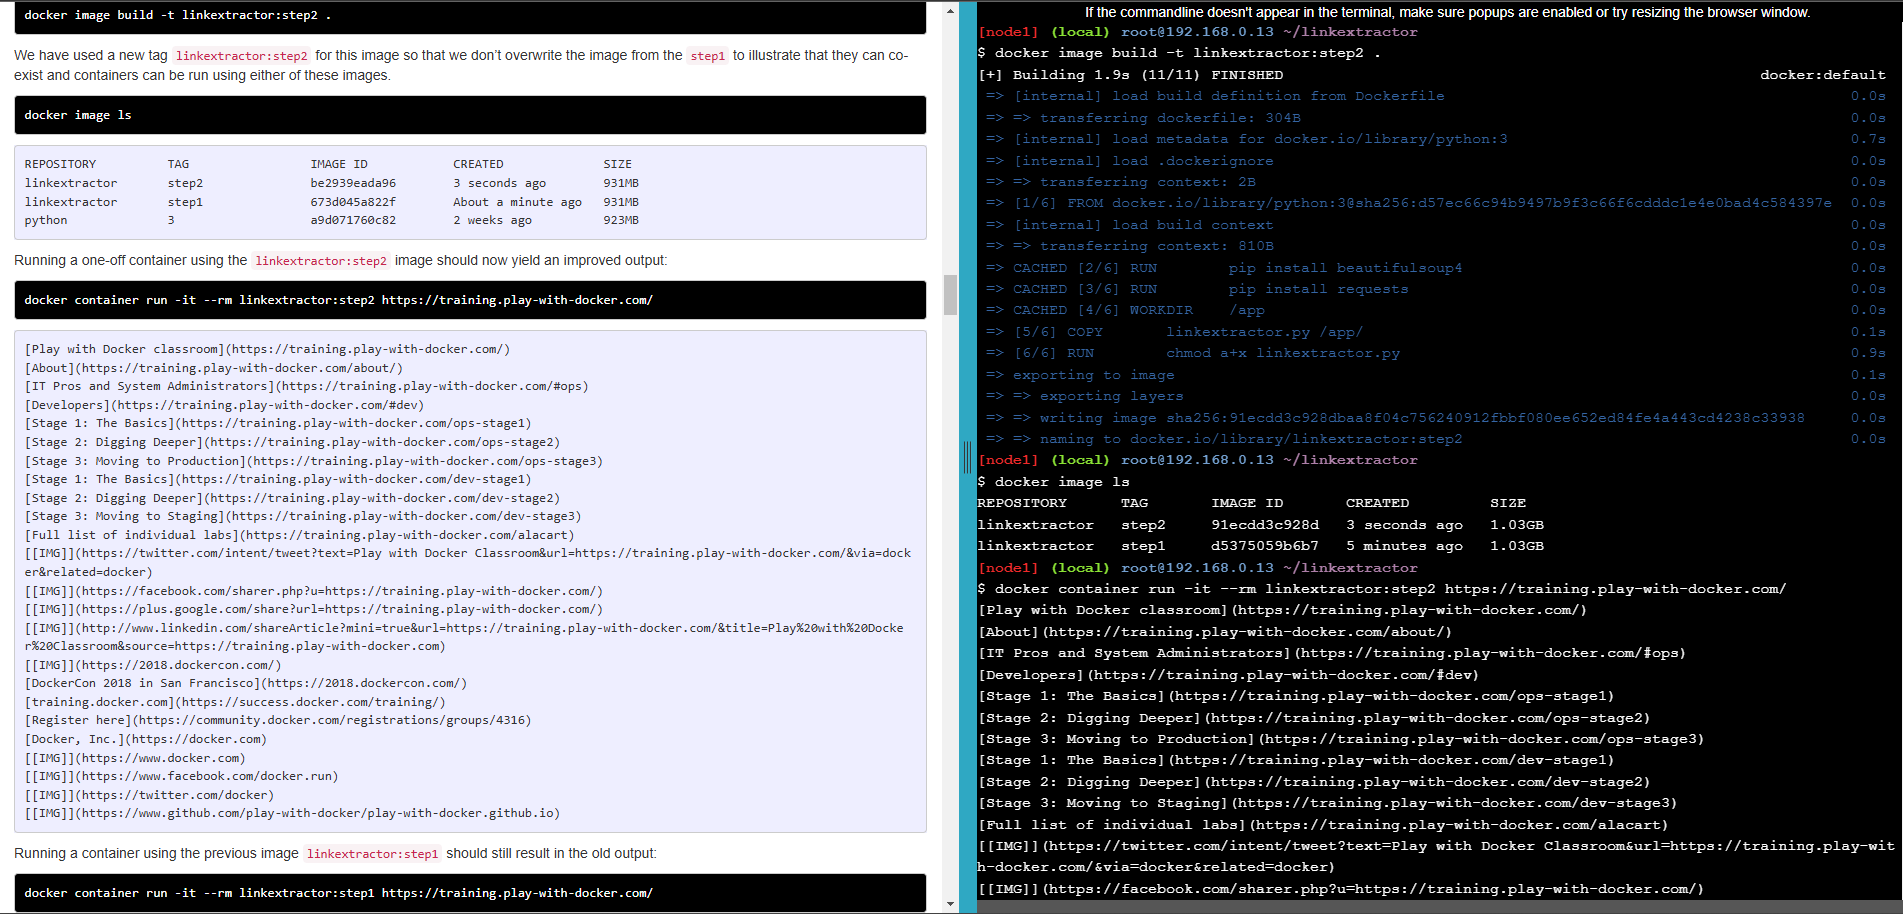 docker image build -t linkextractor:step2 .
We have used a new tag linkextractor:step2 for this image so that we don’t overwrite the image from the step1 to illustrate that they can co-
exist and containers can be run using either of these images.
docker image ls
REPOSITORY TAG IMAGE ID CREATED SIZE
linkextractor step2 be2939eada96 3 seconds ago 931MB
linkextractor step1 673d045a822f About a minute ago 931MB
python 3 a9d071760c82 2 weeks ago 923MB
Running a one-off container using the linkextractor:step2 image should now yield an improved output:
docker container run -it --rm linkextractor:step2 https://training.play-with-docker.com/
[Play with Docker classroom](https://training.play-with-docker.com/)
[About](https://training.play-with-docker.com/about/)
[IT Pros and System Administrators](https://training.play-with-docker.com/#ops)
[Developers](https://training.play-with-docker.com/#dev)
[Stage 1: The Basics](https://training.play-with-docker.com/ops-stage1)
[Stage 2: Digging Deeper](https://training.play-with-docker.com/ops-stage2)
[Stage 3: Moving to Production](https://training.play-with-docker.com/ops-stage3)
[Stage 1: The Basics](https://training.play-with-docker.com/dev-stage1)
[Stage 2: Digging Deeper](https://training.play-with-docker.com/dev-stage2)
[Stage 3: Moving to Staging](https://training.play-with-docker.com/dev-stage3)
[Full list of individual labs](https://training.play-with-docker.com/alacart)
[[IMG]](https://twitter.com/intent/tweet?text=Play with Docker Classroom&url=https://training.play-with-docker.com/&via=dock
er&related=docker)
[[IMG]](https://facebook.com/sharer.php?u=https://training.play-with-docker.com/)
[[IMG]](https://plus.google.com/share?url=https://training.play-with-docker.com/)
[[IMG]](http://www.linkedin.com/shareArticle?mini=true&url=https://training.play-with-docker.com/&title=Play%20with%20Docke
r%20Classroom&source=https://training.play-with-docker.com)
[[IMG]](https://2018.dockercon.com/)
[DockerCon 2018 in San Francisco](https://2018.dockercon.com/)
[training.docker.com](https://success.docker.com/training/)
[Register here](https://community.docker.com/registrations/groups/4316)
[Docker, Inc.](https://docker.com)
[[IMG]](https://www.docker.com)
[[IMG]](https://www.facebook.com/docker.run)
[[IMG]](https://twitter.com/docker)
[[IMG]](https://www.github.com/play-with-docker/play-with-docker.github.io)
Running a container using the previous image linkextractor:step1 should still result in the old output:
docker container run -it --rm linkextractor:step1 https://training.play-with-docker.com/
If the commandline doesn't appear in the terminal, make sure popups are enabled or try resizing the browser window.
[node1] (local) root@192.168.0.13 ~/linkextractor
$ docker image build -t linkextractor:step2 .
[+] Building 1.9s (11/11) FINISHED docker:default
=> [internal] load build definition from Dockerfile 0.0s
=> => transferring dockerfile: 304B 0.0s
=> [internal] load metadata for docker.io/library/python:3 0.7s
=> [internal] load .dockerignore 0.0s
=> => transferring context: 2B 0.0s
=> [1/6] FROM docker.io/library/python:3@sha256:d57ec66c94b9497b9f3c66f6cdddc1e4e0bad4c584397e 0.0s
=> [internal] load build context 0.0s
=> => transferring context: 810B 0.0s
=> CACHED [2/6] RUN pip install beautifulsoup4 0.0s
=> CACHED [3/6] RUN pip install requests 0.0s
=> CACHED [4/6] WORKDIR /app 0.0s
=> [5/6] COPY linkextractor.py /app/ 0.1s
=> [6/6] RUN chmod a+x linkextractor.py 0.9s
=> exporting to image 0.1s
=> => exporting layers 0.0s
=> => writing image sha256:91ecdd3c928dbaa8f04c756240912fbbf080ee652ed84fe4a443cd4238c33938 0.0s
=> => naming to docker.io/library/linkextractor:step2 0.0s
[node1] (local) root@192.168.0.13 ~/linkextractor
$ docker image ls
REPOSITORY TAG IMAGE ID CREATED SIZE
linkextractor step2 91ecdd3c928d 3 seconds ago 1.03GB
linkextractor step1 d5375059b6b7 5 minutes ago 1.03GB
[node1] (local) root@192.168.0.13 ~/linkextractor
$ docker container run -it --rm linkextractor:step2 https://training.play-with-docker.com/
[Play with Docker classroom](https://training.play-with-docker.com/)
[About](https://training.play-with-docker.com/about/)
[IT Pros and System Administrators](https://training.play-with-docker.com/#ops)
[Developers](https://training.play-with-docker.com/#dev)
[Stage 1: The Basics](https://training.play-with-docker.com/ops-stage1)
[Stage 2: Digging Deeper](https://training.play-with-docker.com/ops-stage2)
[Stage 3: Moving to Production](https://training.play-with-docker.com/ops-stage3)
[Stage 1: The Basics](https://training.play-with-docker.com/dev-stage1)
[Stage 2: Digging Deeper](https://training.play-with-docker.com/dev-stage2)
[Stage 3: Moving to Staging](https://training.play-with-docker.com/dev-stage3)
[Full list of individual labs](https://training.play-with-docker.com/alacart)
[[IMG]](https://twitter.com/intent/tweet?text=Play with Docker Classroom&url=https://training.play-wit
h-docker.com/&via=docker&related=docker)
[[IMG]](https://facebook.com/sharer.php?u=https://training.play-with-docker.com/)